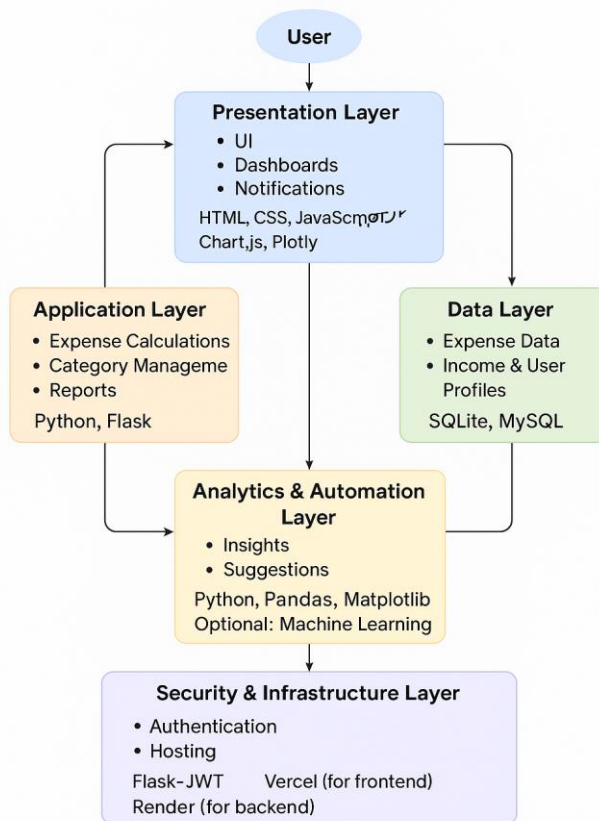 User
Presentation Layer
• UI
• Dashboards
• Notifications
HTML, CSS,
Chart,js, Plotly
Application Layer
• Expense Calculations
• Category Manageme
• Reports
Python, Flask
Data Layer
• Expense Data
• Income & User
Profiles
SQLite, MySQL
Analytics & Automation
Layer
• Insights
• Suggestions
Python, Pandas, Matplotlib
Optional: Machine Learning
Security & Infrastructure Layer
• Authentication
• Hosting
Flask-JWT Vercel (for frontend)
Render (for backend)